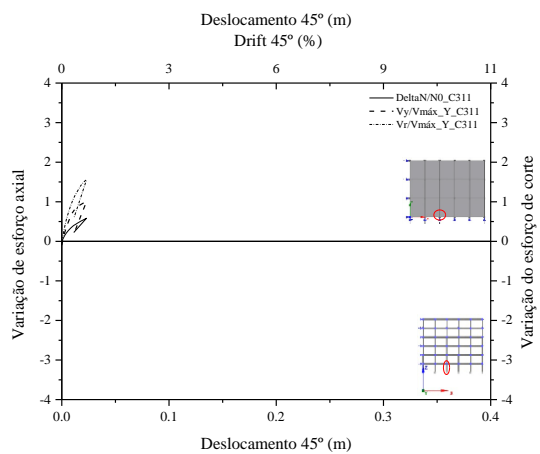 Deslocamento 45º (m)
Drift 45º (%)
0 3 6 8 11
4 4
DeltaN/N0_C311
Vy/Vmáx_Y_C311
Vr/Vmáx_Y_C311
3 3
2 2
1 1
0 0
-1 -1
-2 -2
-3 -3
-4 -4
Variação de esforço axial
Variação do esforço de corte
0.0 0.1 0.2 0.3 0.4
Deslocamento 45º (m)